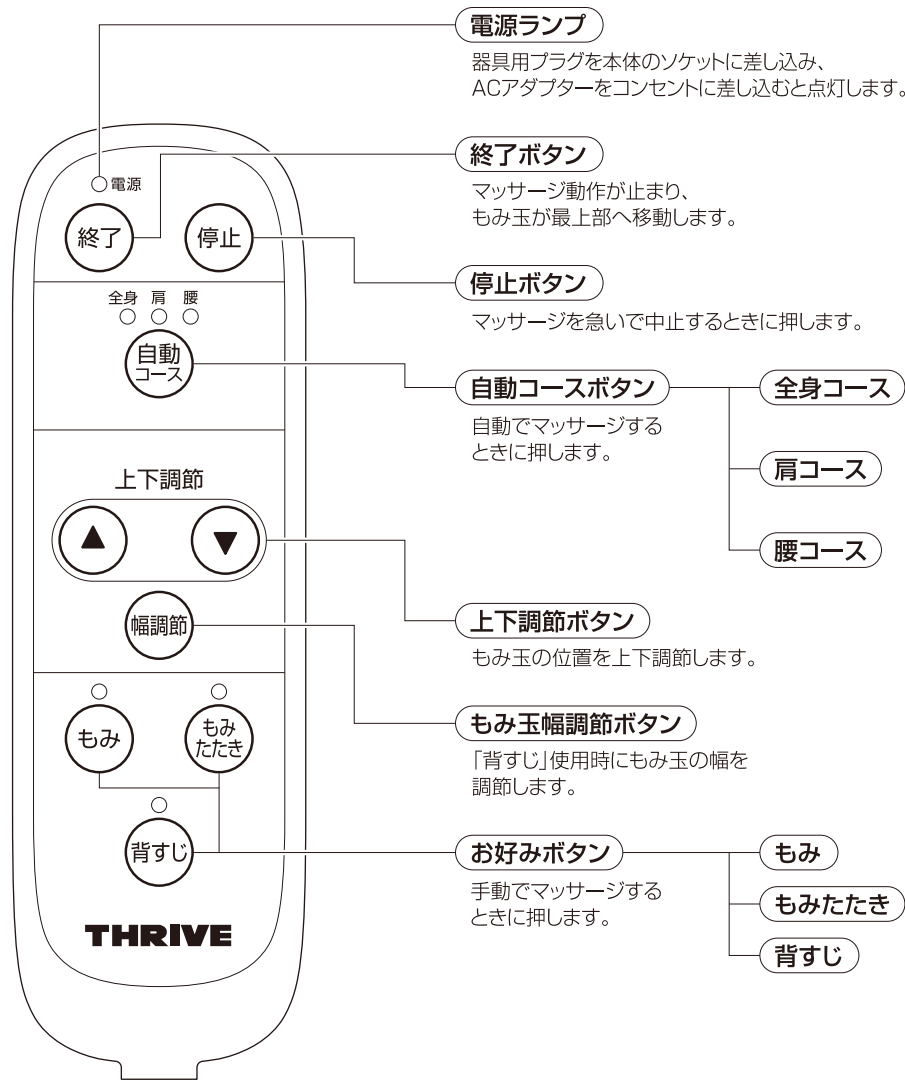 電源ランプ
器具用プラグを本体のソケットに差し込み、
ACアダプターをコンセントに差し込むと点灯します。
終了ボタン
マッサージ動作が止まり、
もみ玉が最上部へ移動します。
停止ボタン
マッサージを急いで中止するときに押します。
自動コースボタン
自動でマッサージする
ときに押します。
全身コース
肩コース
腰コース
上下調節ボタン
もみ玉の位置を上下調節します。
もみ玉幅調節ボタン
「背すじ」使用時にもみ玉の幅を
調節します。
お好みボタン
手動でマッサージする
ときに押します。
もみ
もみたたき
背すじ
電源
終了
停止
全身 肩 腰
自動
コース
上下調節
▲ ▼
幅調節
もみ
もみ
たたき
背すじ
THRIVE